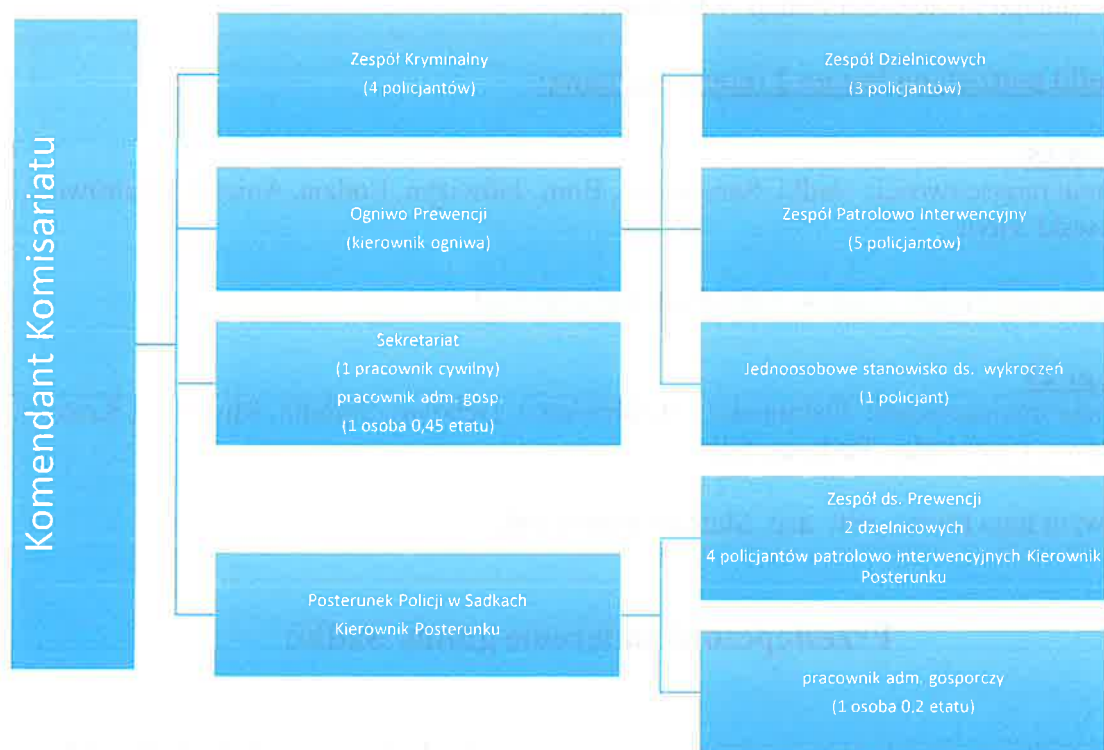 Komendant Komisariatu
Zespół Kryminalny
(4 policjantów)
Ogniwo Prewencji
(kierownik ogniwa)
Sekretariat
(1 pracownik cywilny)
pracownik adm. gosp.
(1 osoba 0,45 etatu)
Posterunek Policji w Sadkach
Kierownik Posterunku
Zespół Dzielnicowych
(3 policjantów)
Zespół Patrolowo Interwencyjny
(5 policjantów)
Jednoosobowe stanowisko ds. wykroczeń
(1 policjant)
Zespół ds. Prewencji
2 dzielnicowych
4 policjantów patrolowo interwencyjnych Kierownik
Posterunku
pracownik adm. gosporczy
(1 osoba 0,2 etatu)